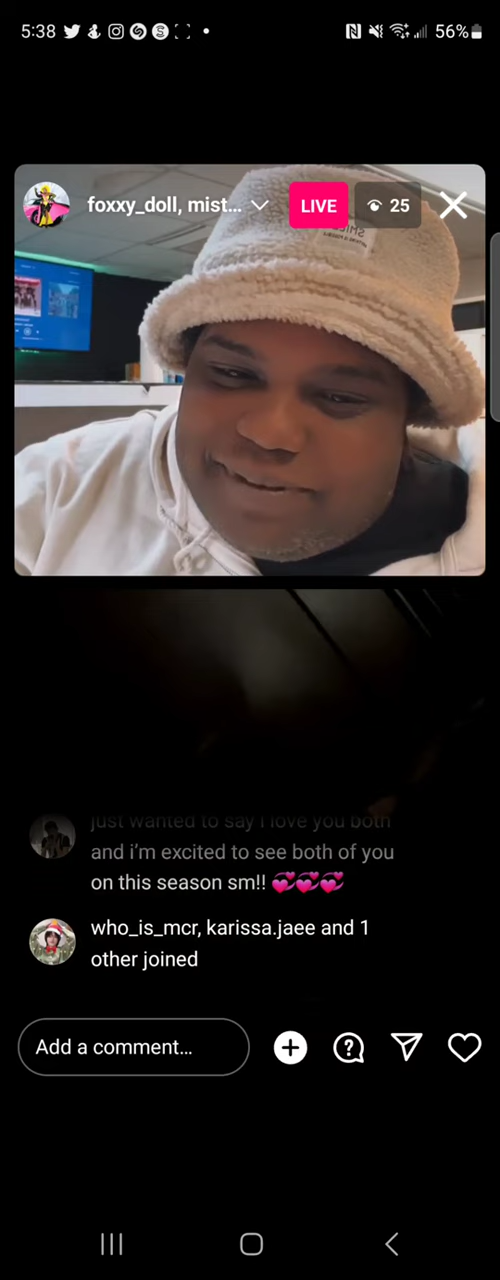 5:38
56%
foxxy_doll, mist...
LIVE
25
just wanted to say i love you both
and i'm excited to see both of you
on this season sm!! 💞💞💞
who_is_mcr, karissa.jaee and 1
other joined
Add a comment...